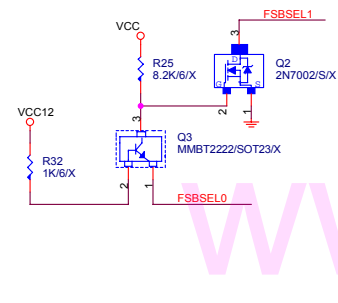 FSBSEL1
VCC
3
D
R25
8.2K/6/X
Q2
2N7002/S/X
G
S
2
1
VCC12
3
Q3
MMBT2222/SOT23/X
R32
1K/6/X
2
1
FSBSEL0
W